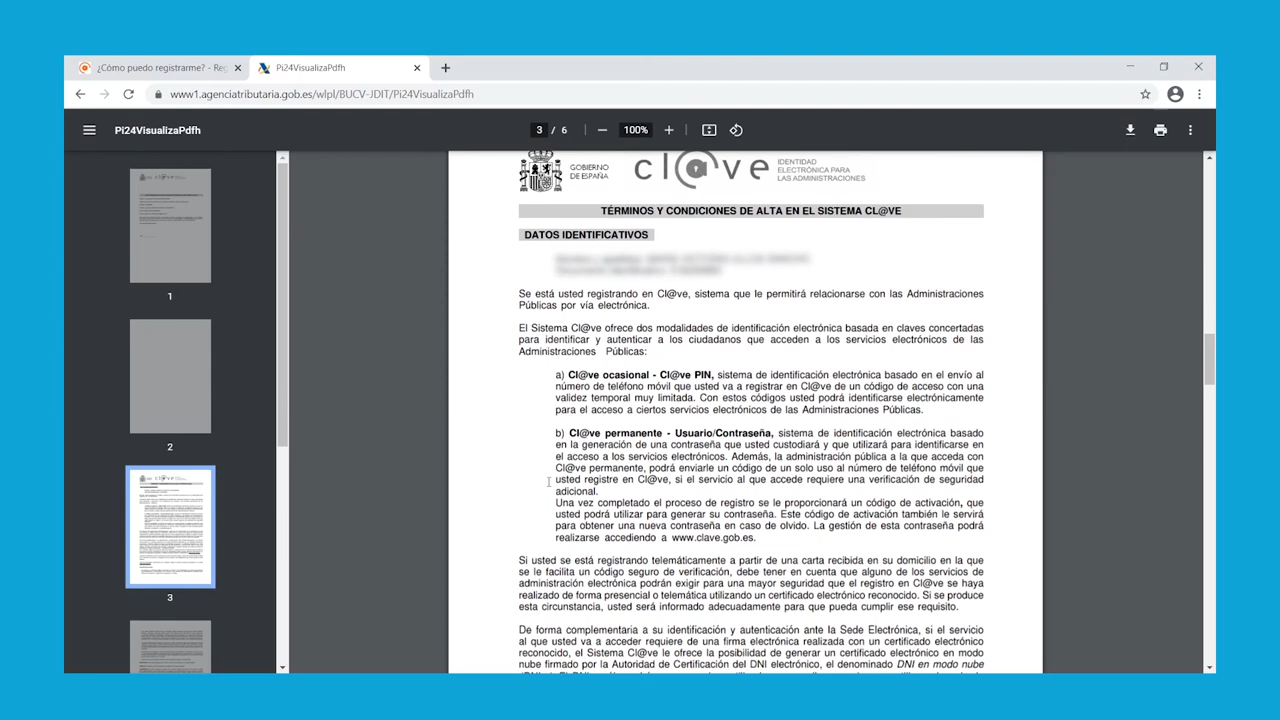 ¿Cómo puedo registrarme? - Reg
Pi24VisualizaPdfh
www1.agenciatributaria.gob.es/wlpl/BUCV-JDIT/Pi24VisualizaPdfh
Pi24VisualizaPdfh
3 / 6
100%
1
2
3
GOBIERNO
DE ESPAÑA
cl@ve
IDENTIDAD
ELECTRÓNICA PARA
LAS ADMINISTRACIONES
TÉRMINOS Y CONDICIONES DE ALTA EN EL SISTEMA CL@VE
DATOS IDENTIFICATIVOS
Se está usted registrando en Cl@ve, sistema que le permitirá relacionarse con las Administraciones
Públicas por vía electrónica.
El Sistema Cl@ve ofrece dos modalidades de identificación electrónica basada en claves concertadas
para identificar y autenticar a los ciudadanos que acceden a los servicios electrónicos de las
Administraciones Públicas:
a) Cl@ve ocasional - Cl@ve PIN, sistema de identificación electrónica basado en el envío al
número de teléfono móvil que usted va a registrar en Cl@ve de un código de acceso con una
validez temporal muy limitada. Con estos códigos usted podrá identificarse electrónicamente
para el acceso a ciertos servicios electrónicos de las Administraciones Públicas.
b) Cl@ve permanente - Usuario/Contraseña, sistema de identificación electrónica basado
en la generación de una contraseña que usted custodiará y que utilizará para identificarse en
el acceso a los servicios electrónicos. Además, la administración pública a la que acceda con
Cl@ve permanente, podrá enviarle un código de un solo uso al número de teléfono móvil que
usted registre en Cl@ve, si el servicio al que accede requiere una verificación de seguridad
adicional.
Una vez completado el proceso de registro se le proporcionará un código de activación, que
usted podrá utilizar para generar su contraseña. Este código de activación también le servirá
para obtener una nueva contraseña en caso de olvido. La gestión de esta contraseña podrá
realizarse accediendo a www.clave.gob.es.
Si usted se está registrando telemáticamente a partir de una carta recibida en su domicilio en la que
se le facilita un código seguro de verificación, debe tener en cuenta que alguno de los servicios de
administración electrónica podrán exigir para una mayor seguridad que el registro en Cl@ve se haya
realizado de forma presencial o telemática utilizando un certificado electrónico reconocido. Si se produce
esta circunstancia, usted será informado adecuadamente para que pueda cumplir ese requisito.
De forma complementaria a su identificación y autenticación ante la Sede Electrónica, si el servicio
al que usted va a acceder requiere de una firma electrónica realizada con un certificado electrónico
reconocido, el Sistema Cl@ve le ofrece la posibilidad de generar un certificado electrónico en modo
nube firmado por la Autoridad de Certificación del DNI electrónico, el denominado DNI en modo nube